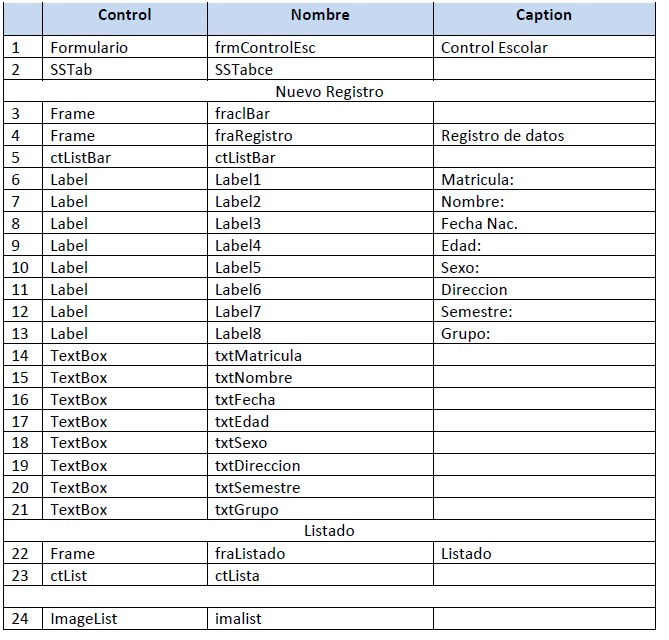 Control Nombre Caption
1 Formulario frmControlEsc Control Escolar
2 SSTab SSTabce
Nuevo Registro
3 Frame fraclBar
4 Frame fraRegistro Registro de datos
5 ctListBar ctListBar
6 Label Label1 Matricula:
7 Label Label2 Nombre:
8 Label Label3 Fecha Nac.
9 Label Label4 Edad:
10 Label Label5 Sexo:
11 Label Label6 Direccion
12 Label Label7 Semestre:
13 Label Label8 Grupo:
14 TextBox txtMatricula
15 TextBox txtNombre
16 TextBox txtFecha
17 TextBox txtEdad
18 TextBox txtSexo
19 TextBox txtDireccion
20 TextBox txtSemestre
21 TextBox txtGrupo
Listado
22 Frame fraListado Listado
23 ctList ctLista
24 ImageList imalist